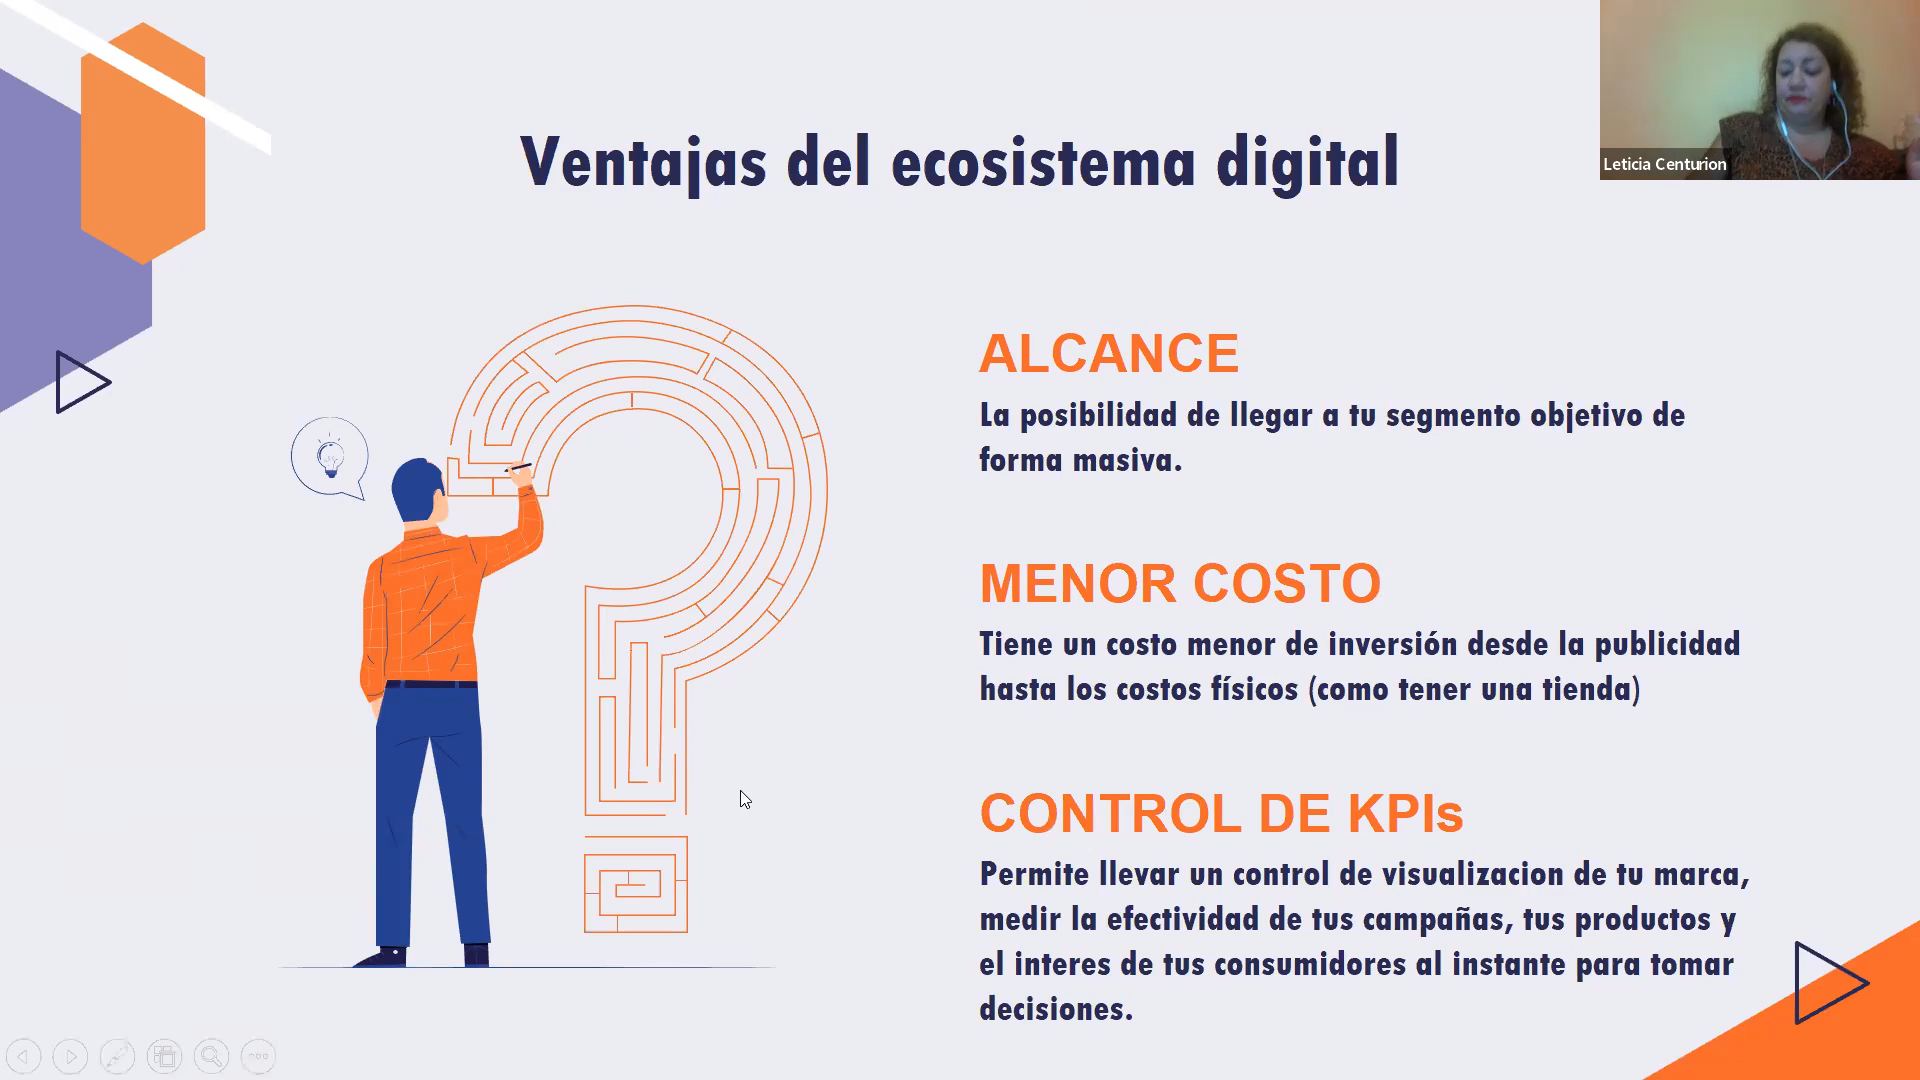 Ventajas del ecosistema digital
Leticia Centurion
ALCANCE
La posibilidad de llegar a tu segmento objetivo de
forma masiva.
MENOR COSTO
Tiene un costo menor de inversión desde la publicidad
hasta los costos físicos (como tener una tienda)
CONTROL DE KPIs
Permite llevar un control de visualizacion de tu marca,
medir la efectividad de tus campañas, tus productos y
el interes de tus consumidores al instante para tomar
decisiones.